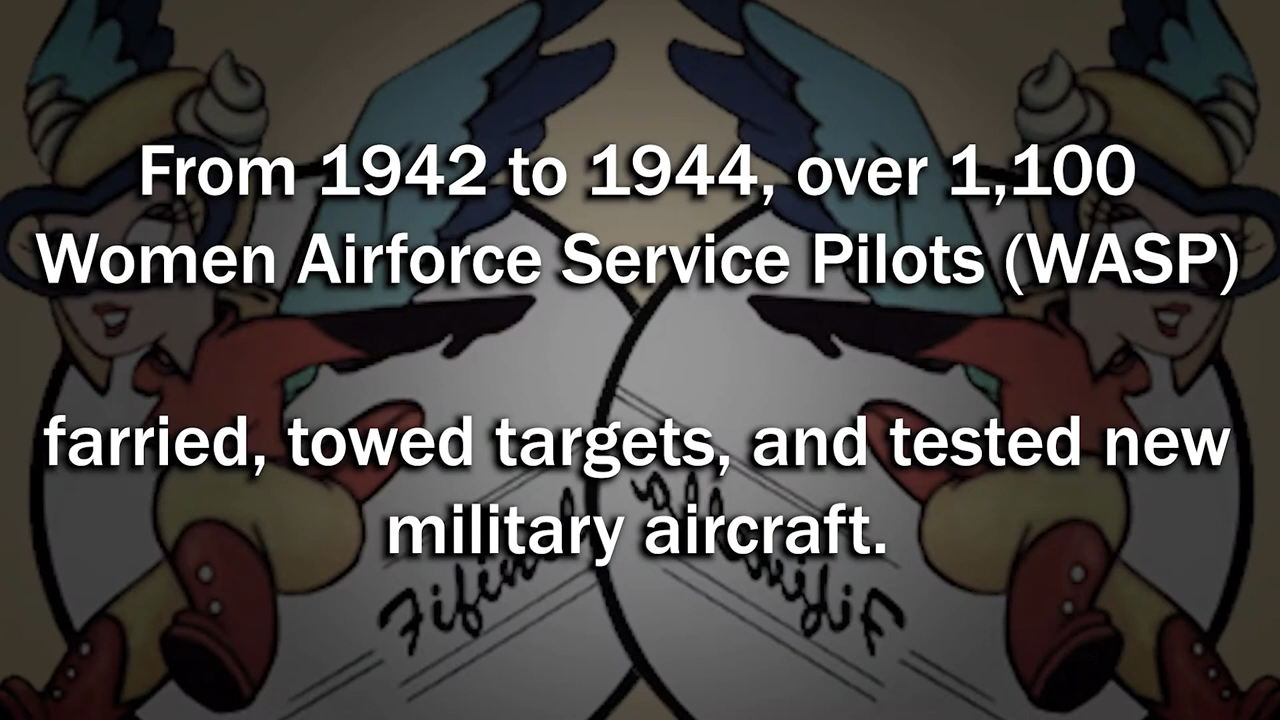 From 1942 to 1944, over 1,100
Women Airforce Service Pilots (WASP)
farried, towed targets, and tested new
military aircraft.
Fifinel